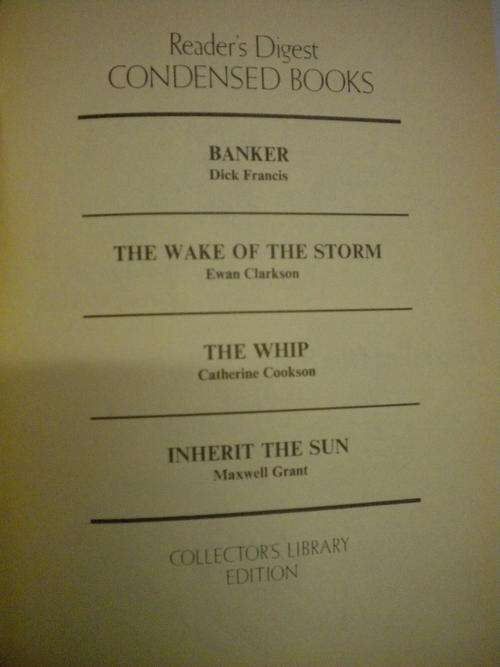 Reader's Digest
CONDENSED BOOKS
BANKER
Dick Francis
THE WAKE OF THE STORM
Ewan Clarkson
THE WHIP
Catherine Cookson
INHERIT THE SUN
Maxwell Grant
COLLECTOR'S LIBRARY
EDITION